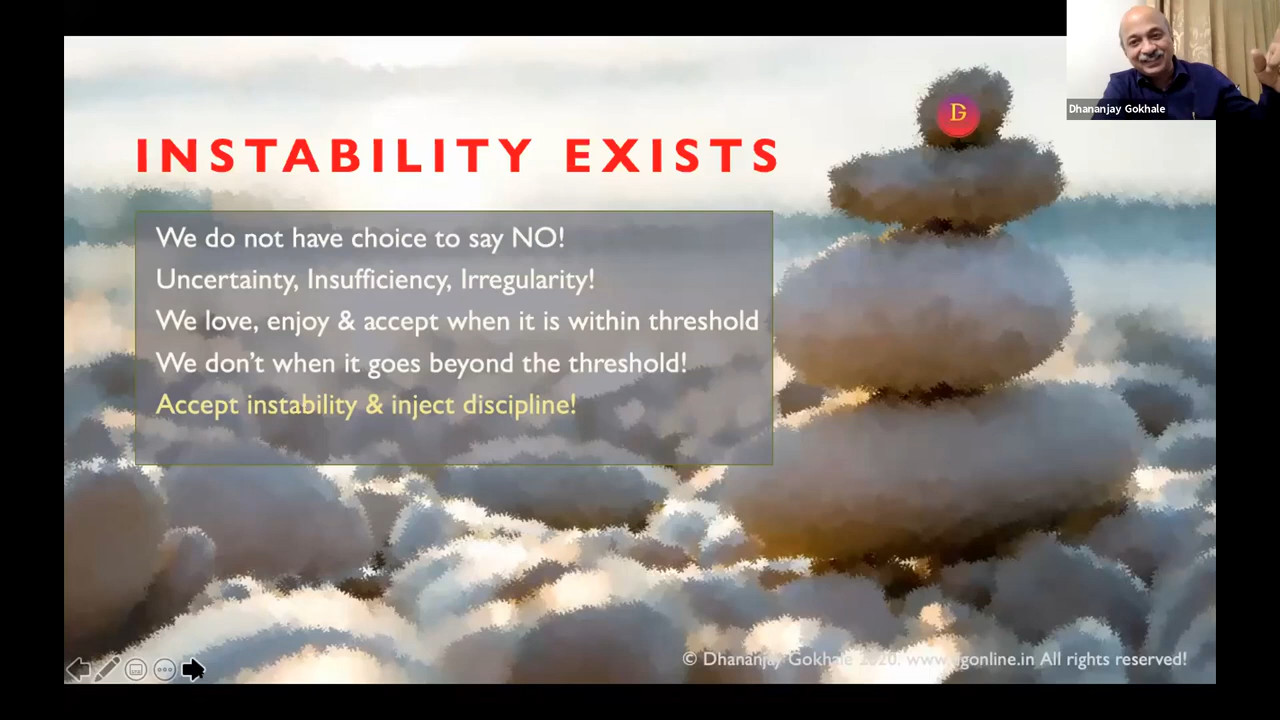 Dhananjay Gokhale
DG
INSTABILITY EXISTS
We do not have choice to say NO!
Uncertainty, Insufficiency, Irregularity!
We love, enjoy & accept when it is within threshold
We don't when it goes beyond the threshold!
Accept instability & inject discipline!
© Dhananjay Gokhale 2020. www.dgonline.in All rights reserved!